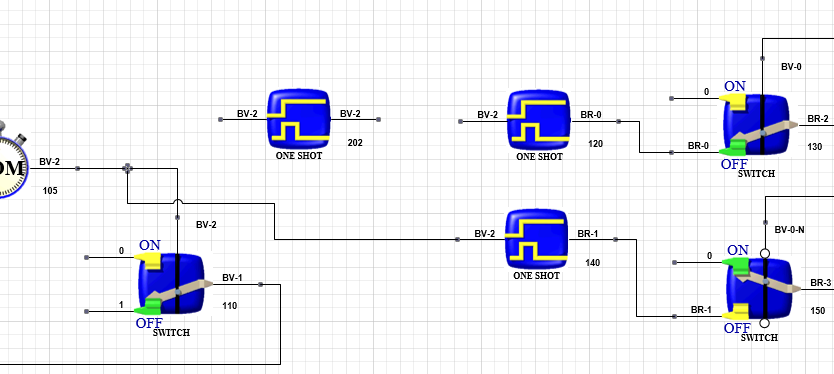 BV-0
ON
0
BV-2
BV-2
BV-2
BR-0
BR-2
202
120
130
ONE SHOT
ONE SHOT
BR-0
OFF
SWITCH
OM
BV-2
105
BV-2
BV-2
BR-1
BV-0-N
140
ON
0
BV-1
110
ON
0
BR-3
150
ONE SHOT
1
OFF
SWITCH
BR-1
OFF
SWITCH